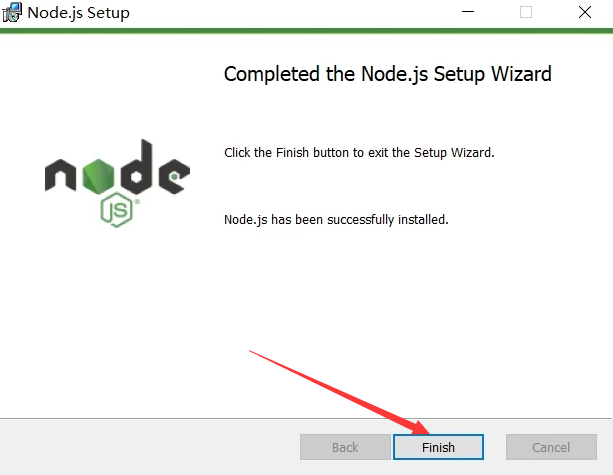 Node.js Setup
Completed the Node.js Setup Wizard
Click the Finish button to exit the Setup Wizard.
node
JS
Node.js has been successfully installed.
Back
Finish
Cancel